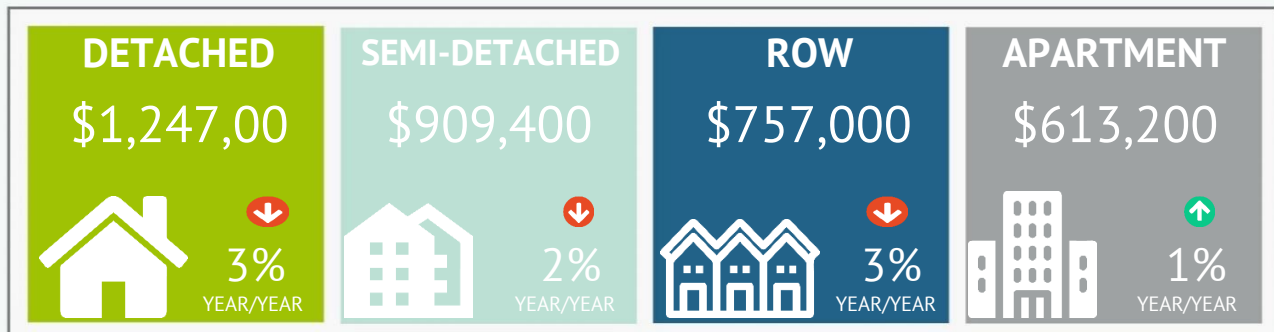 DETACHED
$1,247,00
3%
YEAR/YEAR
SEMI-DETACHED
$909,400
2%
YEAR/YEAR
ROW
$757,000
3%
YEAR/YEAR
APARTMENT
$613,200
1%
YEAR/YEAR